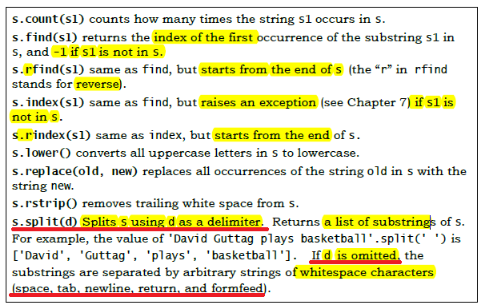 s.count(s1) counts how many times the string s1 occurs in s.
s.find(s1) returns the index of the first occurrence of the substring s1 in
s, and -1 if s1 is not in s.
s.rfind(s1) same as find, but starts from the end of s (the “r” in rfind
stands for reverse).
s.index(s1) same as find, but raises an exception (see Chapter 7) if s1 is
not in s.
s.rindex(s1) same as index, but starts from the end of s.
s.lower() converts all uppercase letters in s to lowercase.
s.replace(old, new) replaces all occurrences of the string old in s with the
string new.
s.rstrip() removes trailing white space from s.
s.split(d) Splits s using d as a delimiter. Returns a list of substrings of s.
For example, the value of 'David Guttag plays basketball'.split(' ') is
['David', 'Guttag', 'plays', 'basketball']. If d is omitted, the
substrings are separated by arbitrary strings of whitespace characters
(space, tab, newline, return, and formfeed).